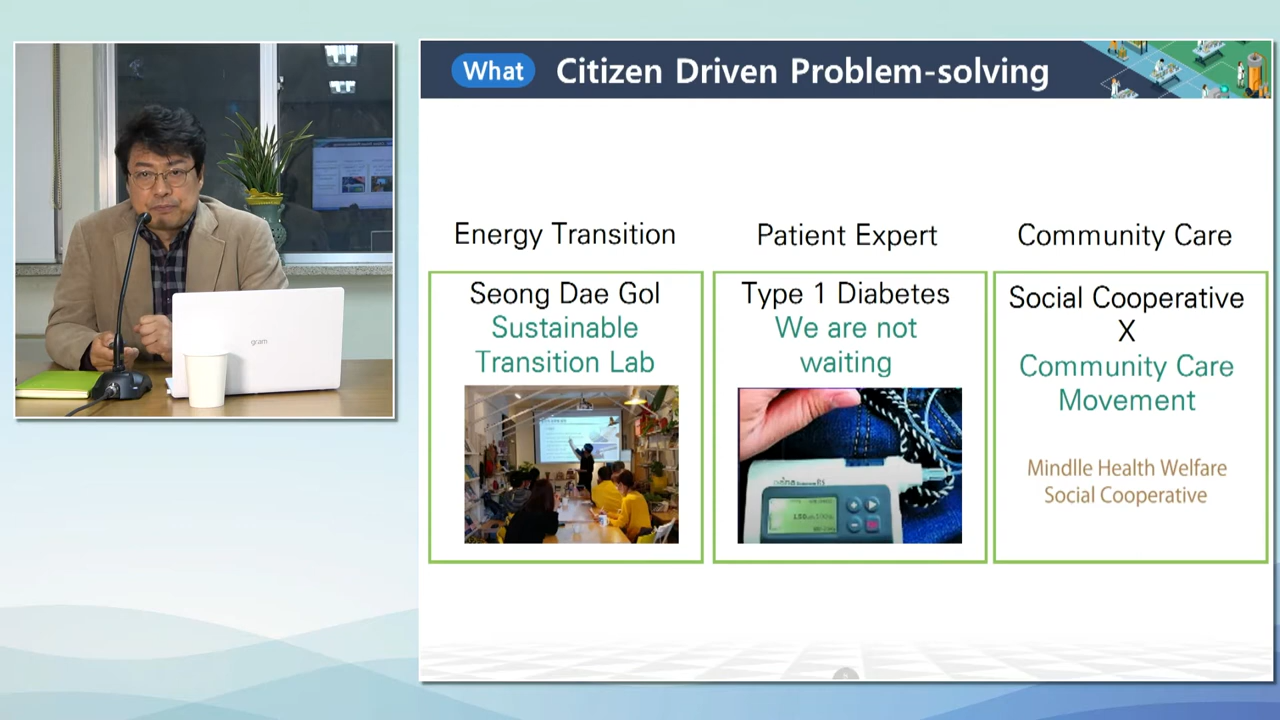 What Citizen Driven Problem-solving
Energy Transition
Seong Dae Gol
Sustainable
Transition Lab
Patient Expert
Type 1 Diabetes
We are not
waiting
Community Care
Social Cooperative
X
Community Care
Movement
Mindlle Health Welfare
Social Cooperative
gram